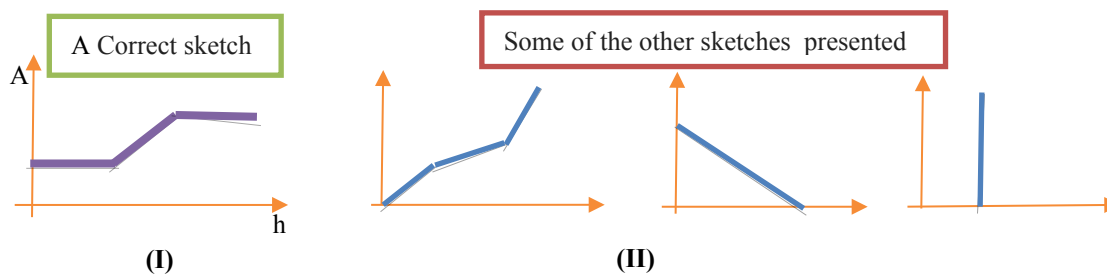 A Correct sketch
Some of the other sketches presented
A
h
(I)
(II)